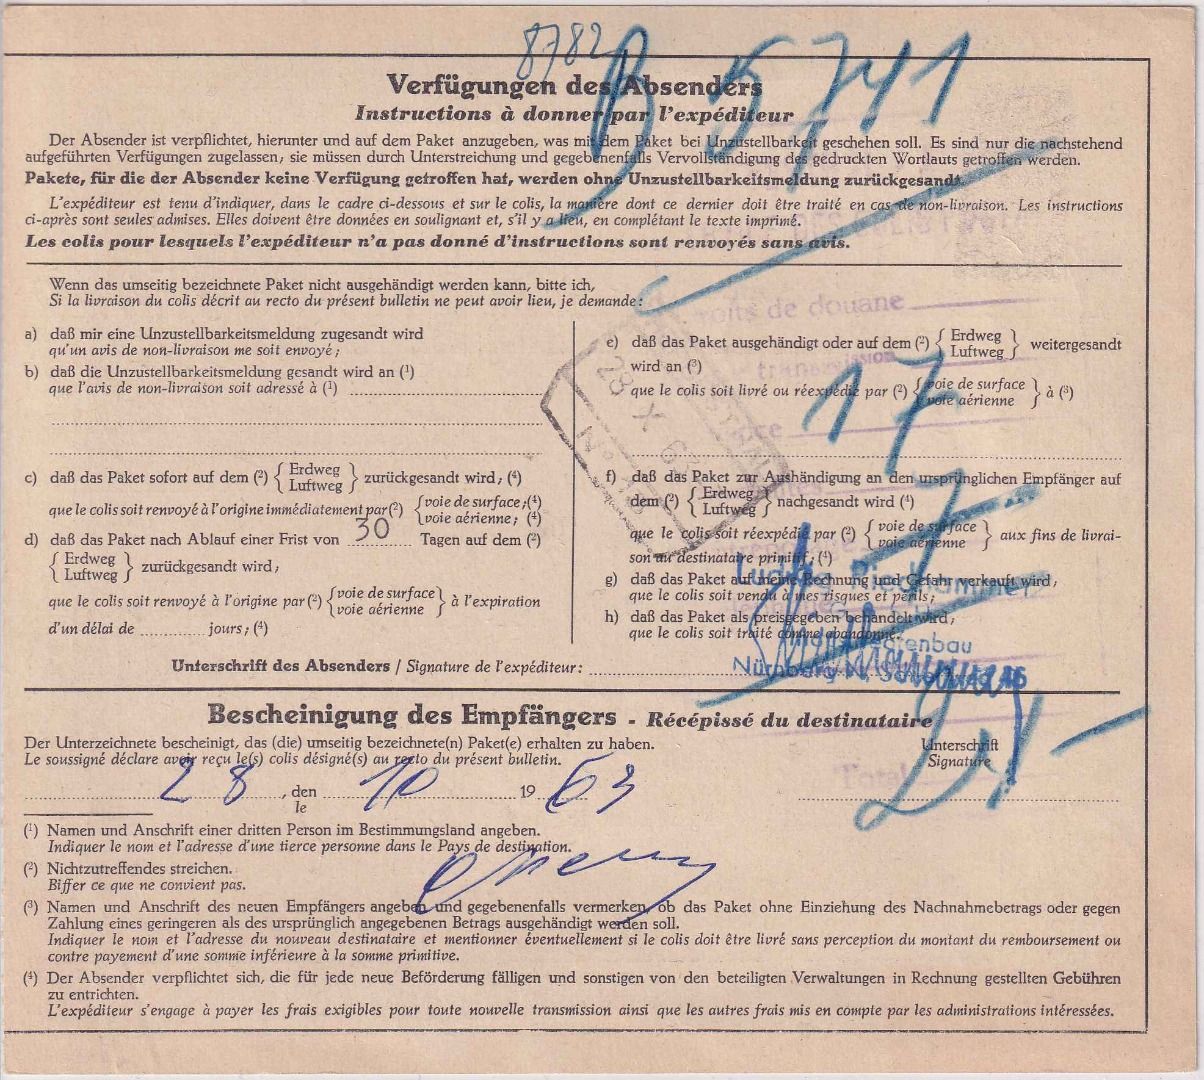 8782
B 5741
Verfügungen des Absenders
Instructions à donner par l'expéditeur
Der Absender ist verpflichtet, hierunter und auf dem Paket anzugeben, was mit dem Paket bei Unzustellbarkeit geschehen soll. Es sind nur die nachstehend
aufgeführten Verfügungen zugelassen; sie müssen durch Unterstreichung und gegebenenfalls Vervollständigung des gedruckten Wortlauts getroffen werden.
Pakete, für die der Absender keine Verfügung getroffen hat, werden ohne Unzustellbarkeitsmeldung zurückgesandt.
L'expéditeur est tenu d'indiquer, dans le cadre ci-dessous et sur le colis, la manière dont ce dernier doit être traité en cas de non-livraison. Les instructions
ci-après sont seules admises. Elles doivent être données en soulignant et, s'il y a lieu, en complétant le texte imprimé.
Les colis pour lesquels l'expéditeur n'a pas donné d'instructions sont renvoyés sans avis.
Wenn das umseitig bezeichnete Paket nicht ausgehändigt werden kann, bitte ich,
Si la livraison du colis décrit au recto du présent bulletin ne peut avoir lieu, je demande:
a) daß mir eine Unzustellbarkeitsmeldung zugesandt wird
qu'un avis de non-livraison me soit envoyé;
b) daß die Unzustellbarkeitsmeldung gesandt wird an (1)
que l'avis de non-livraison soit adressé à (1)
c) daß das Paket sofort auf dem (2) { Erdweg
Luftweg } zurückgesandt wird; (4)
que le colis soit renvoyé à l'origine immédiatement par (2) { voie de surface; (4)
voie aérienne; (4)
d) daß das Paket nach Ablauf einer Frist von 30 Tagen auf dem (2)
{ Erdweg
Luftweg } zurückgesandt wird;
que le colis soit renvoyé à l'origine par (2) { voie de surface
voie aérienne } à l'expiration
d'un délai de jours; (4)
e) daß das Paket ausgehändigt oder auf dem (2) { Erdweg
Luftweg } weitergesandt
wird an (3)
que le colis soit livré ou réexpédié par (2) { voie de surface
voie aérienne } à (3)
f) daß das Paket zur Aushändigung an den ursprünglichen Empfänger auf
dem (2) { Erdweg
Luftweg } nachgesandt wird (4)
que le colis soit réexpédié par (2) { voie de surface
voie aérienne } aux fins de livrai-
son au destinataire primitif; (4)
g) daß das Paket auf meine Rechnung und Gefahr verkauft wird,
que le colis soit vendu à mes risques et périls;
h) daß das Paket als preisgegeben behandelt wird,
que le colis soit traité comme abandonné.
droits de douane
28 X 63
17
Nürnberg
Unterschrift des Absenders / Signature de l'expéditeur:
Bescheinigung des Empfängers - Récépissé du destinataire
Der Unterzeichnete bescheinigt, das (die) umseitig bezeichnete(n) Paket(e) erhalten zu haben.
Le soussigné déclare avoir reçu le(s) colis désigné(s) au recto du présent bulletin.
Unterschrift
Signature
Total
28, den 10 19 63
le
(1) Namen und Anschrift einer dritten Person im Bestimmungsland angeben.
Indiquer le nom et l'adresse d'une tierce personne dans le Pays de destination.
(2) Nichtzutreffendes streichen.
Biffer ce que ne convient pas.
(3) Namen und Anschrift des neuen Empfängers angeben und gegebenenfalls vermerken, ob das Paket ohne Einziehung des Nachnahmebetrags oder gegen
Zahlung eines geringeren als des ursprünglich angegebenen Betrags ausgehändigt werden soll.
Indiquer le nom et l'adresse du nouveau destinataire et mentionner éventuellement si le colis doit être livré sans perception du montant du remboursement ou
contre payement d'une somme inférieure à la somme primitive.
(4) Der Absender verpflichtet sich, die für jede neue Beförderung fälligen und sonstigen von den beteiligten Verwaltungen in Rechnung gestellten Gebühren
zu entrichten.
L'expéditeur s'engage à payer les frais exigibles pour toute nouvelle transmission ainsi que les autres frais mis en compte par les administrations intéressées.